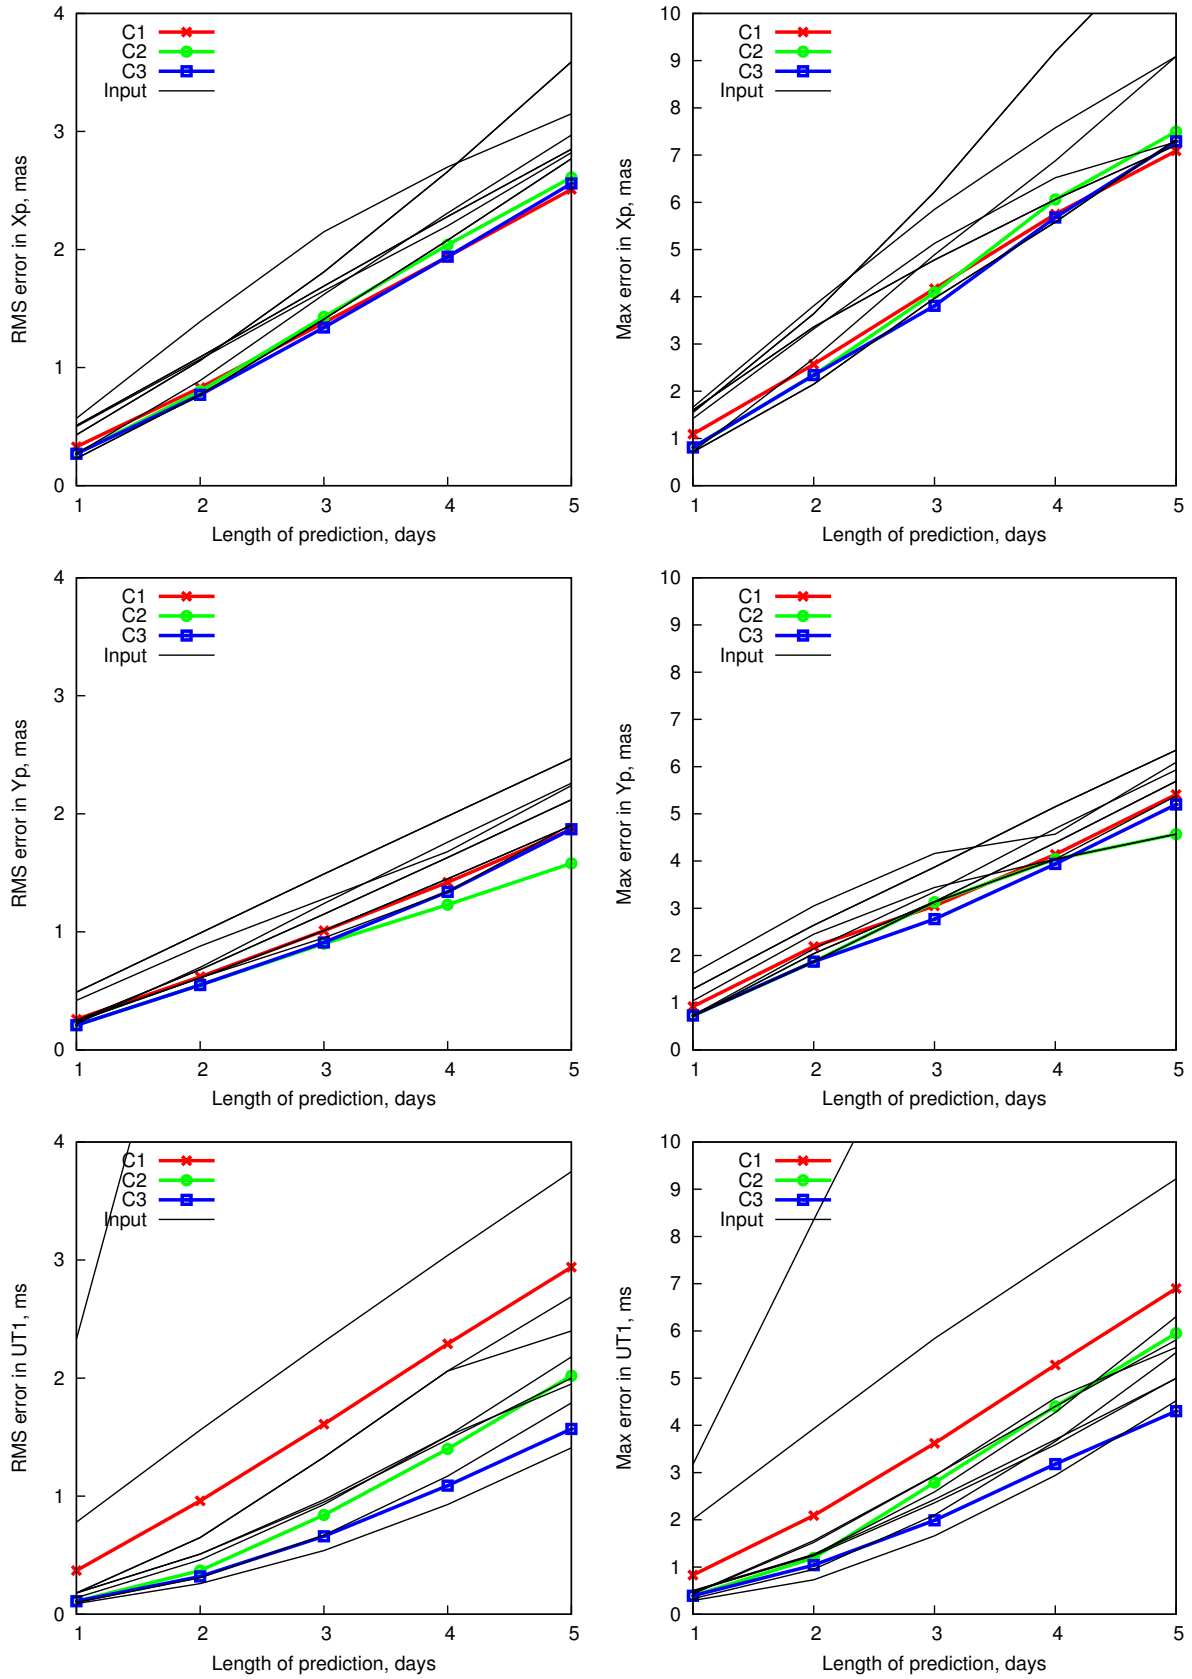 RMS error in Xp, mas
4
3
2
1
0
C1
C2
C3
Input
1 2 3 4 5
Length of prediction, days
Max error in Xp, mas
10
9
8
7
6
5
4
3
2
1
0
C1
C2
C3
Input
1 2 3 4 5
Length of prediction, days
RMS error in Yp, mas
4
3
2
1
0
C1
C2
C3
Input
1 2 3 4 5
Length of prediction, days
Max error in Yp, mas
10
9
8
7
6
5
4
3
2
1
0
C1
C2
C3
Input
1 2 3 4 5
Length of prediction, days
RMS error in UT1, ms
4
3
2
1
0
C1
C2
C3
Input
1 2 3 4 5
Length of prediction, days
Max error in UT1, ms
10
9
8
7
6
5
4
3
2
1
0
C1
C2
C3
Input
1 2 3 4 5
Length of prediction, days